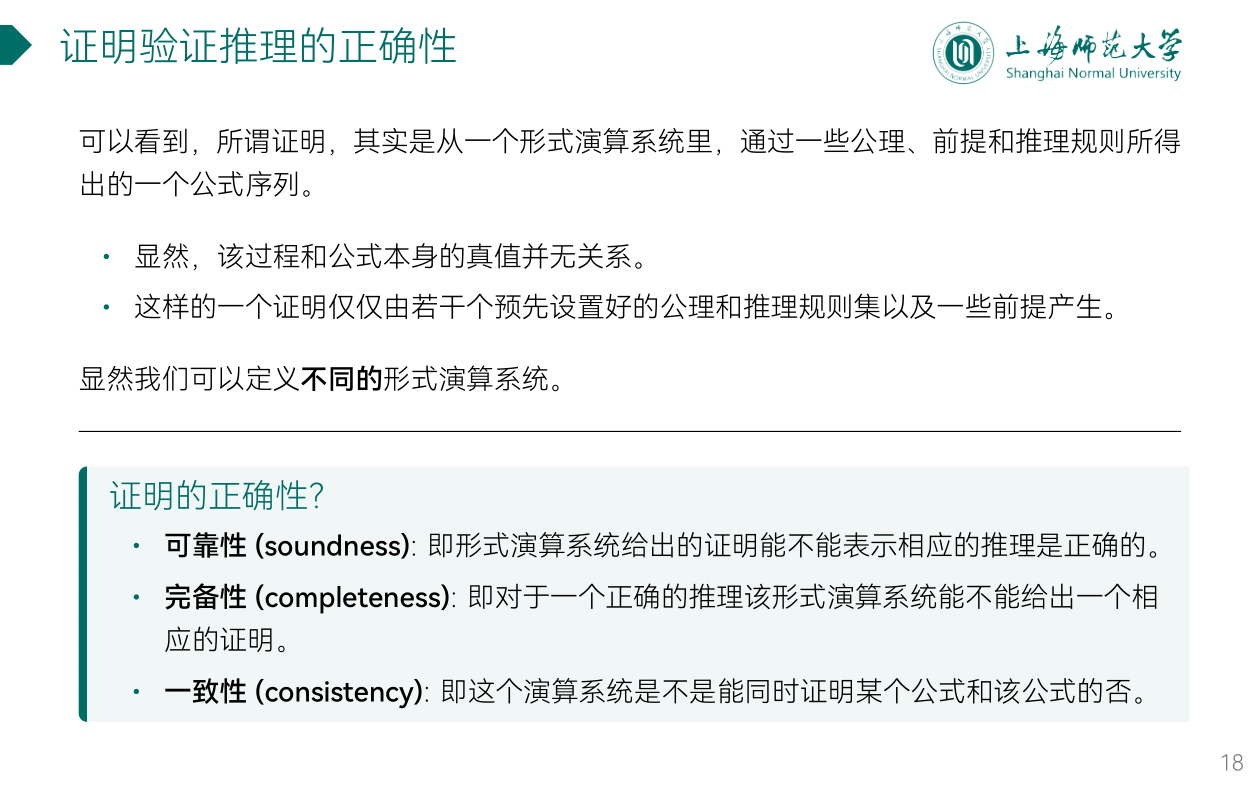 证明验证推理的正确性
上海师范大学
Shanghai Normal University
可以看到，所谓证明，其实是从一个形式演算系统里，通过一些公理、前提和推理规则所得
出的一个公式序列。
• 显然，该过程和公式本身的真值并无关系。
• 这样的一个证明仅仅由若干个预先设置好的公理和推理规则集以及一些前提产生。
显然我们可以定义不同的形式演算系统。
证明的正确性？
• 可靠性 (soundness): 即形式演算系统给出的证明能不能表示相应的推理是正确的。
• 完备性 (completeness): 即对于一个正确的推理该形式演算系统能不能给出一个相
应的证明。
• 一致性 (consistency): 即这个演算系统是不是能同时证明某个公式和该公式的否。
18